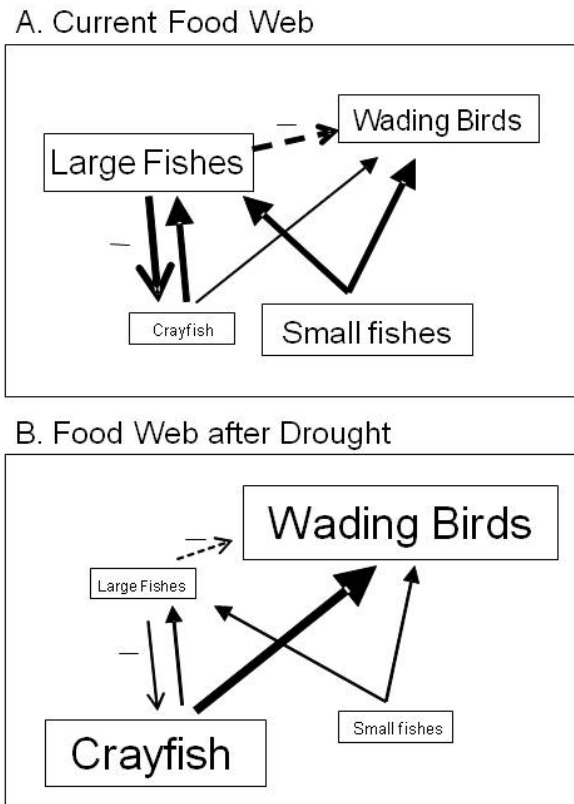 A. Current Food Web
—
Wading Birds
Large Fishes
—
Crayfish
Small fishes
B. Food Web after Drought
Wading Birds
—
Large Fishes
—
Small fishes
Crayfish